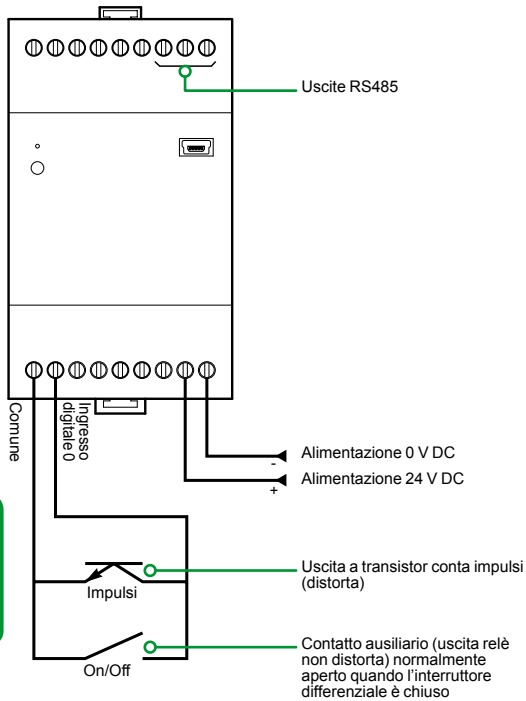 Uscite RS485
Comune
Ingresso
digitale 0
-
Alimentazione 0 V DC
+
Alimentazione 24 V DC
Impulsi
Uscita a transistor conta impulsi
(distorta)
On/Off
Contatto ausiliario (uscita relè
non distorta) normalmente
aperto quando l'interruttore
differenziale è chiuso